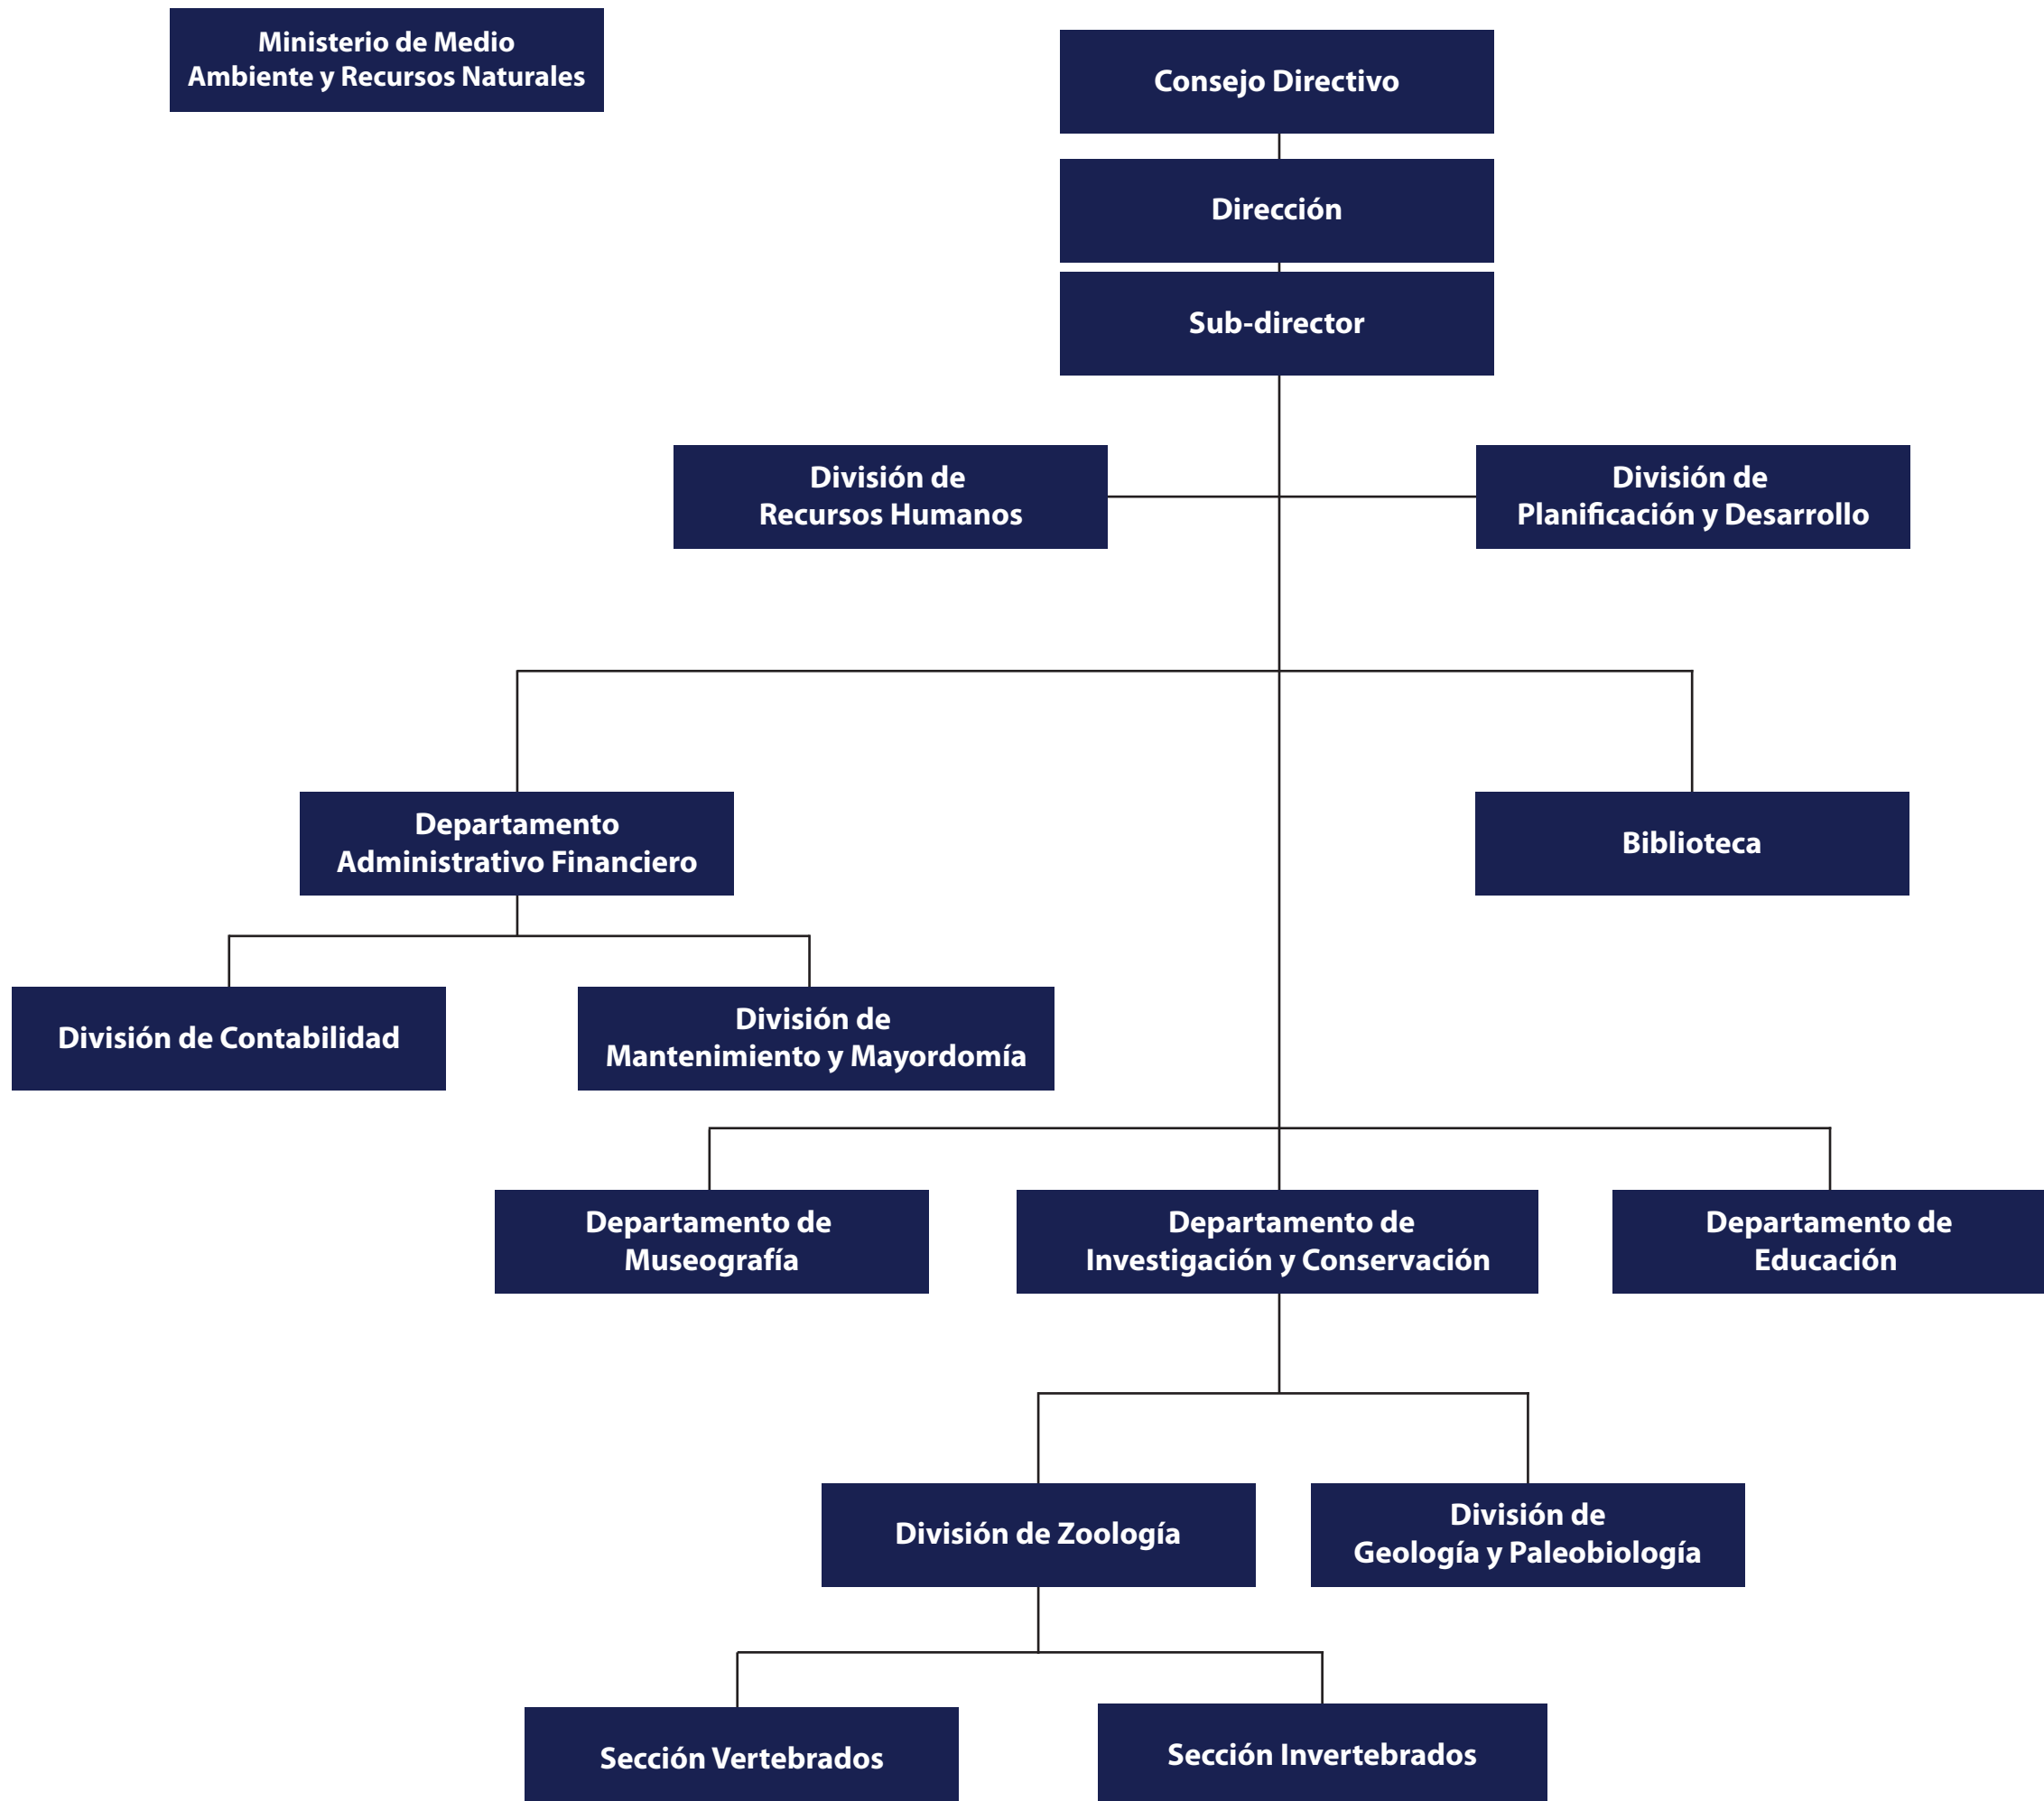 Ministerio de Medio
Ambiente y Recursos Naturales
Consejo Directivo
Dirección
Sub-director
División de
Recursos Humanos
División de
Planificación y Desarrollo
Departamento
Administrativo Financiero
Biblioteca
División de Contabilidad
División de
Mantenimiento y Mayordomía
Departamento de
Museografía
Departamento de
Investigación y Conservación
Departamento de
Educación
División de Zoología
División de
Geología y Paleobiología
Sección Vertebrados
Sección Invertebrados